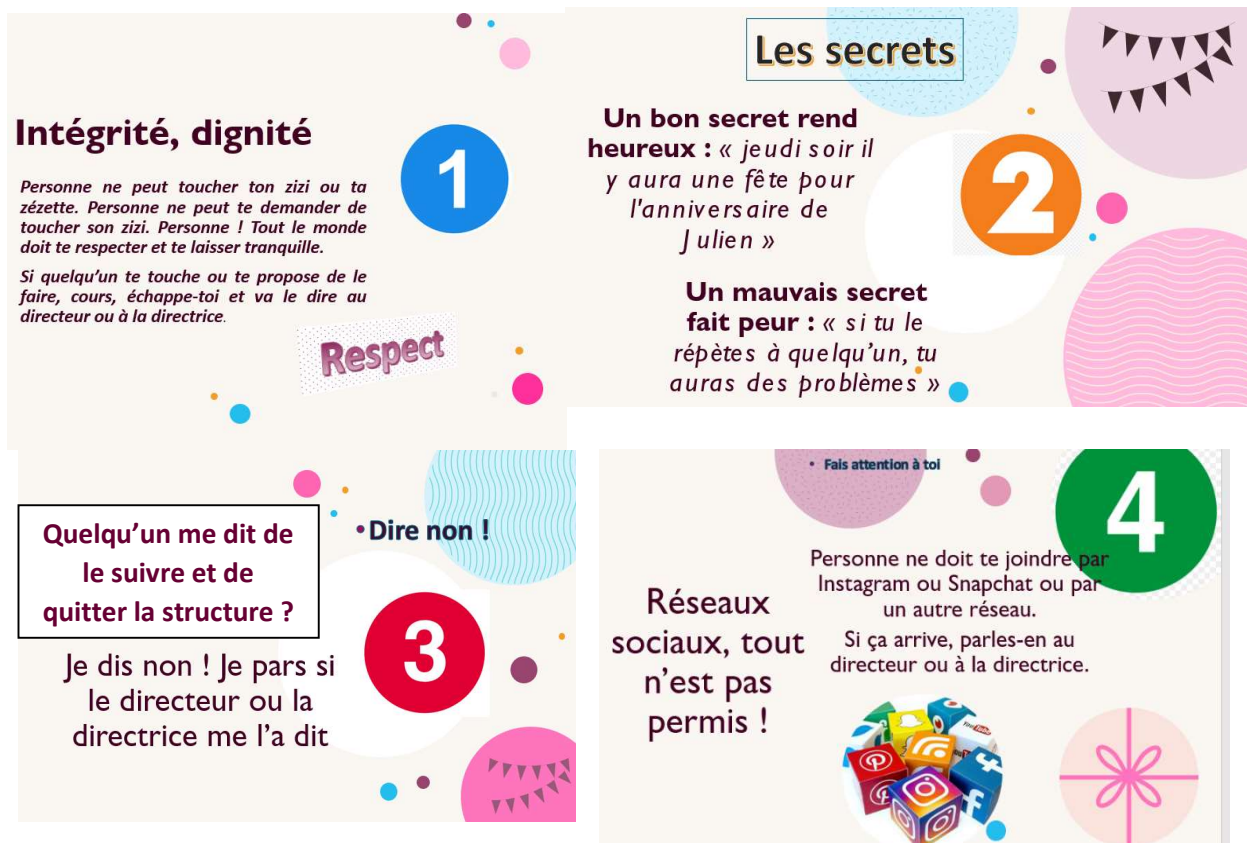 Intégrité, dignité
1
Personne ne peut toucher ton zizi ou ta
zézette. Personne ne peut te demander de
toucher son zizi. Personne ! Tout le monde
doit te respecter et te laisser tranquille.
Si quelqu'un te touche ou te propose de le
faire, cours, échappe-toi et va le dire au
directeur ou à la directrice.
Respect
Les secrets
Un bon secret rend
heureux : « jeudi soir il
y aura une fête pour
l'anniversaire de
Julien »
2
Un mauvais secret
fait peur : « si tu le
répètes à quelqu'un, tu
auras des problèmes »
Quelqu'un me dit de
le suivre et de
quitter la structure ?
• Dire non !
3
Je dis non ! Je pars si
le directeur ou la
directrice me l'a dit
• Fais attention à toi
4
Réseaux
sociaux, tout
n'est pas
permis !
Personne ne doit te joindre par
Instagram ou Snapchat ou par
un autre réseau.
Si ça arrive, parles-en au
directeur ou à la directrice.